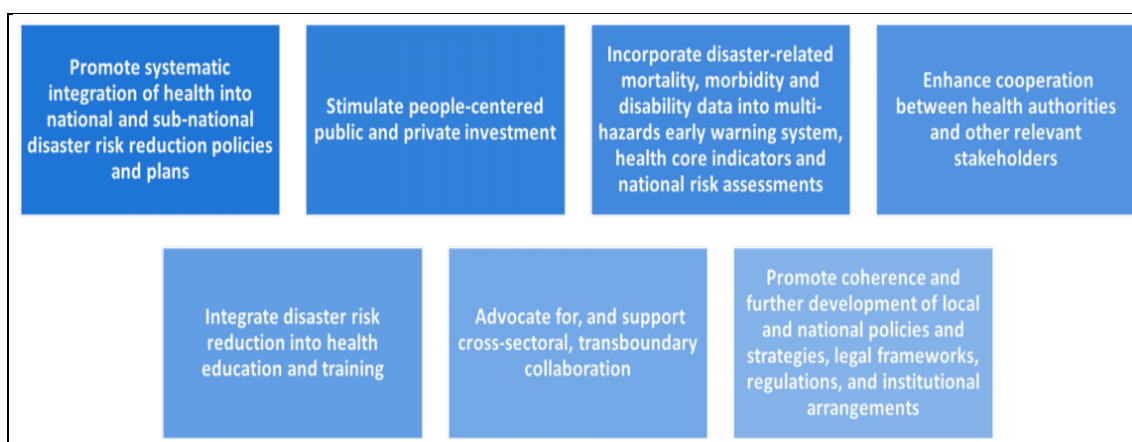 Promote systematic
integration of health into
national and sub-national
disaster risk reduction policies
and plans
Stimulate people-centered
public and private investment
Incorporate disaster-related
mortality, morbidity and
disability data into multi-
hazards early warning system,
health core indicators and
national risk assessments
Enhance cooperation
between health authorities
and other relevant
stakeholders
Integrate disaster risk
reduction into health
education and training
Advocate for, and support
cross-sectoral, transboundary
collaboration
Promote coherence and
further development of local
and national policies and
strategies, legal frameworks,
regulations, and institutional
arrangements